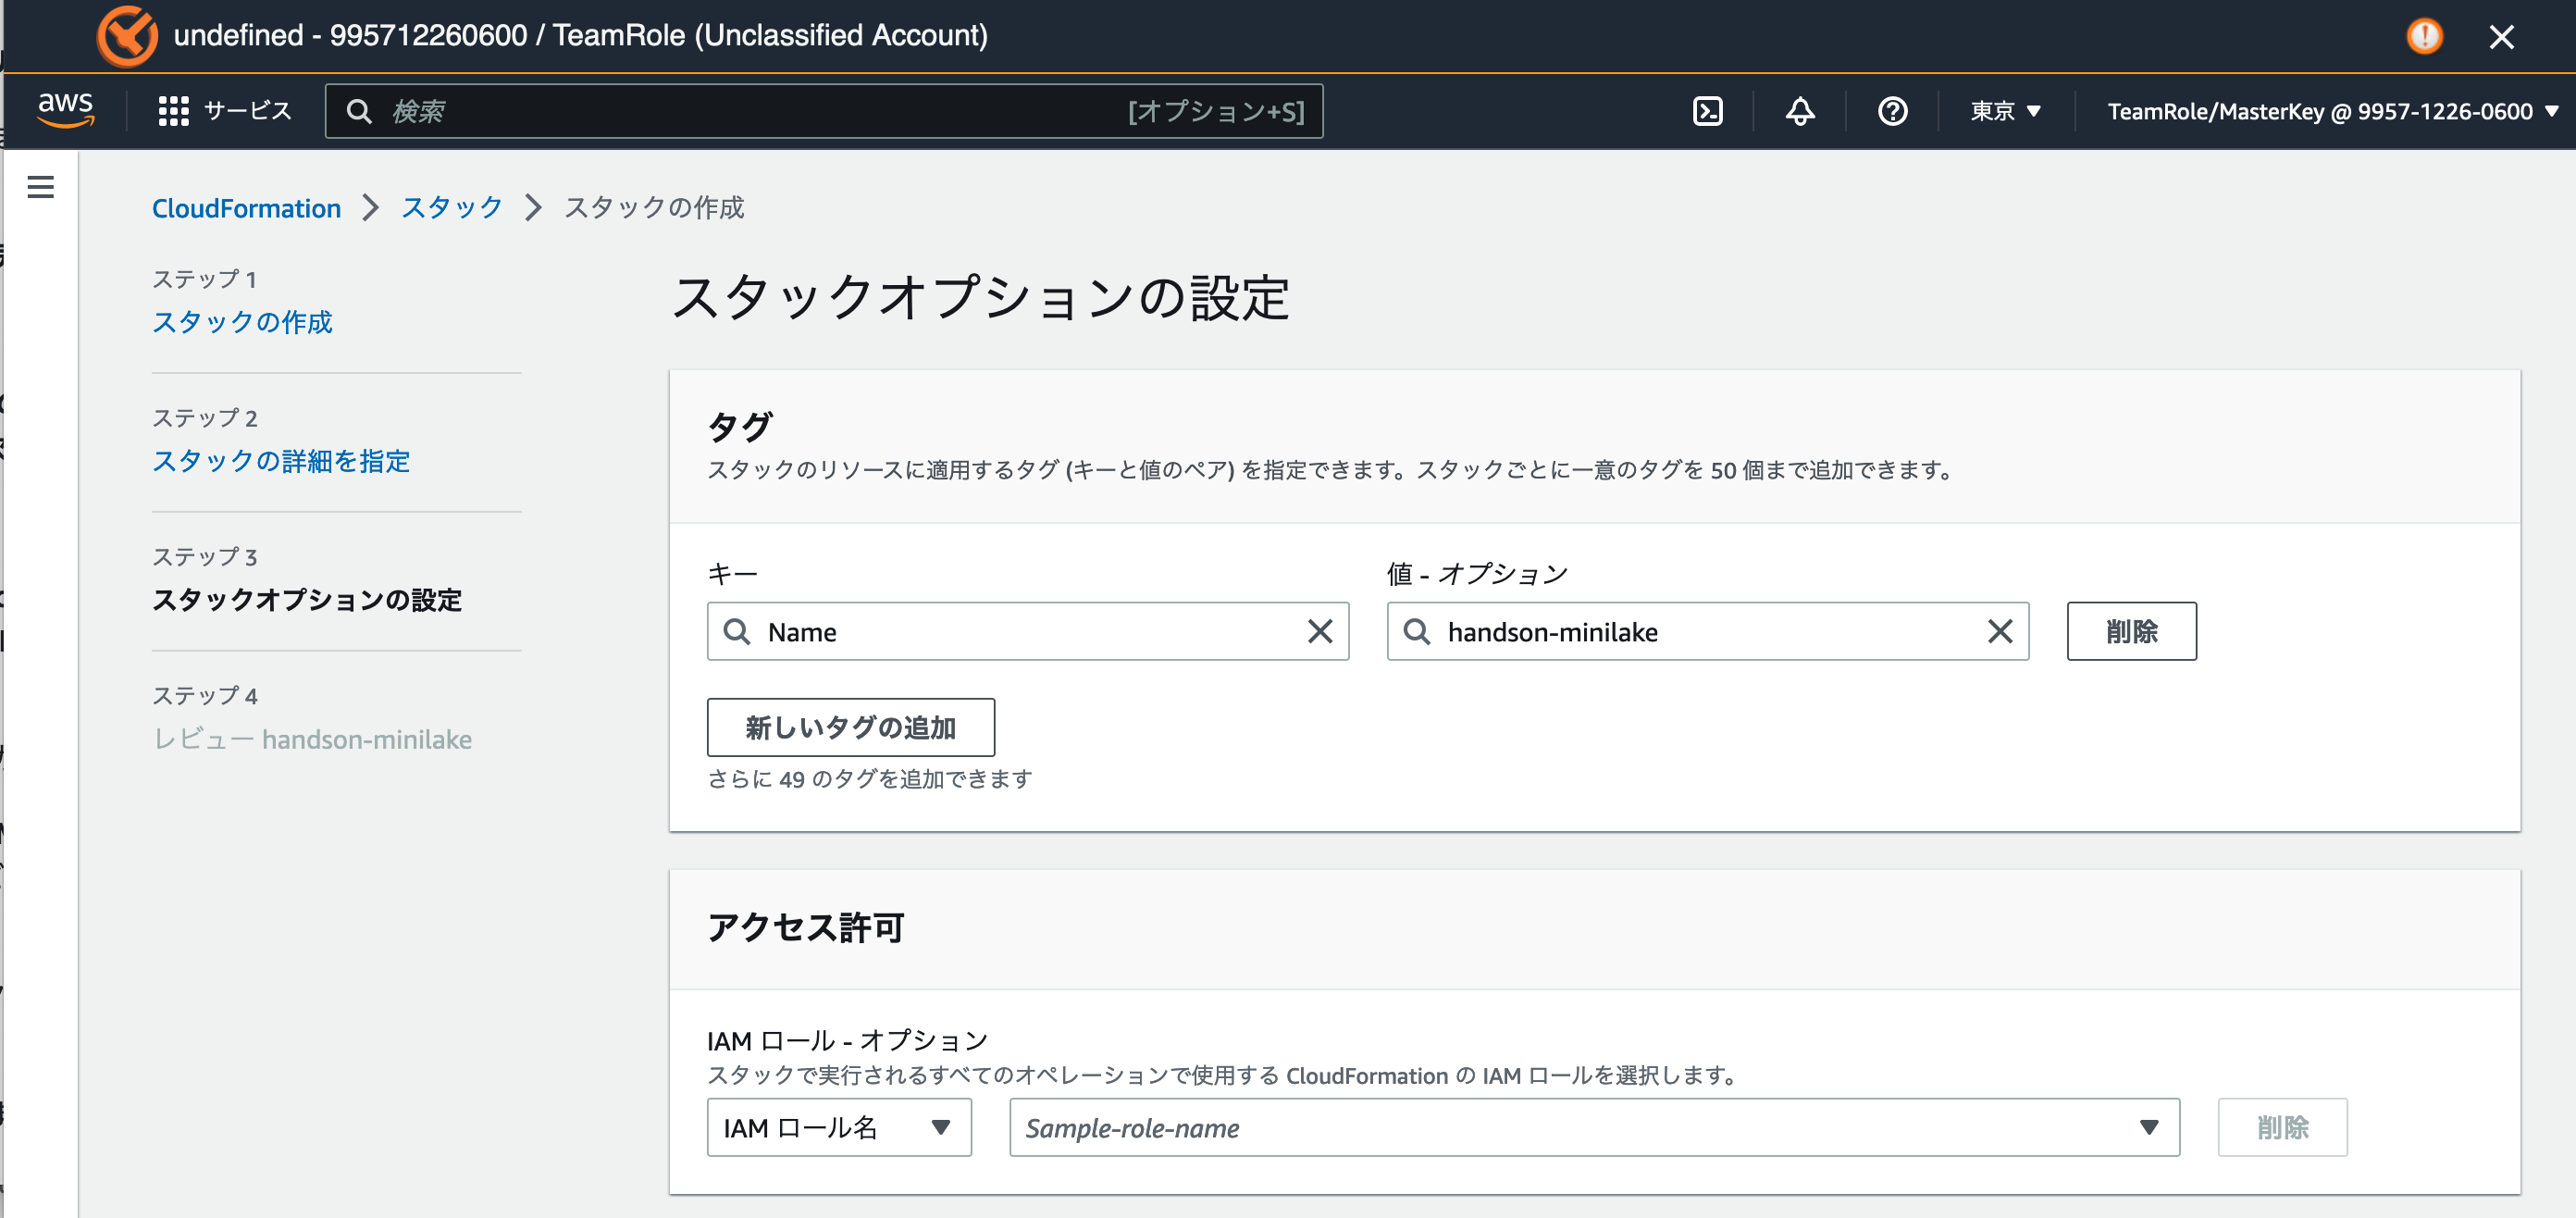 undefined - 995712260600 / TeamRole (Unclassified Account)
aws
サービス
検索
[オプション+S]
東京
TeamRole/MasterKey @ 9957-1226-0600
CloudFormation
スタック
スタックの作成
ステップ 1
スタックの作成
ステップ 2
スタックの詳細を指定
ステップ 3
スタックオプションの設定
ステップ 4
レビュー handson-minilake
スタックオプションの設定
タグ
スタックのリソースに適用するタグ (キーと値のペア) を指定できます。スタックごとに一意のタグを 50 個まで追加できます。
キー
値 - オプション
Name
handson-minilake
削除
新しいタグの追加
さらに 49 のタグを追加できます
アクセス許可
IAM ロール - オプション
スタックで実行されるすべてのオペレーションで使用する CloudFormation の IAM ロールを選択します。
IAM ロール名
Sample-role-name
削除